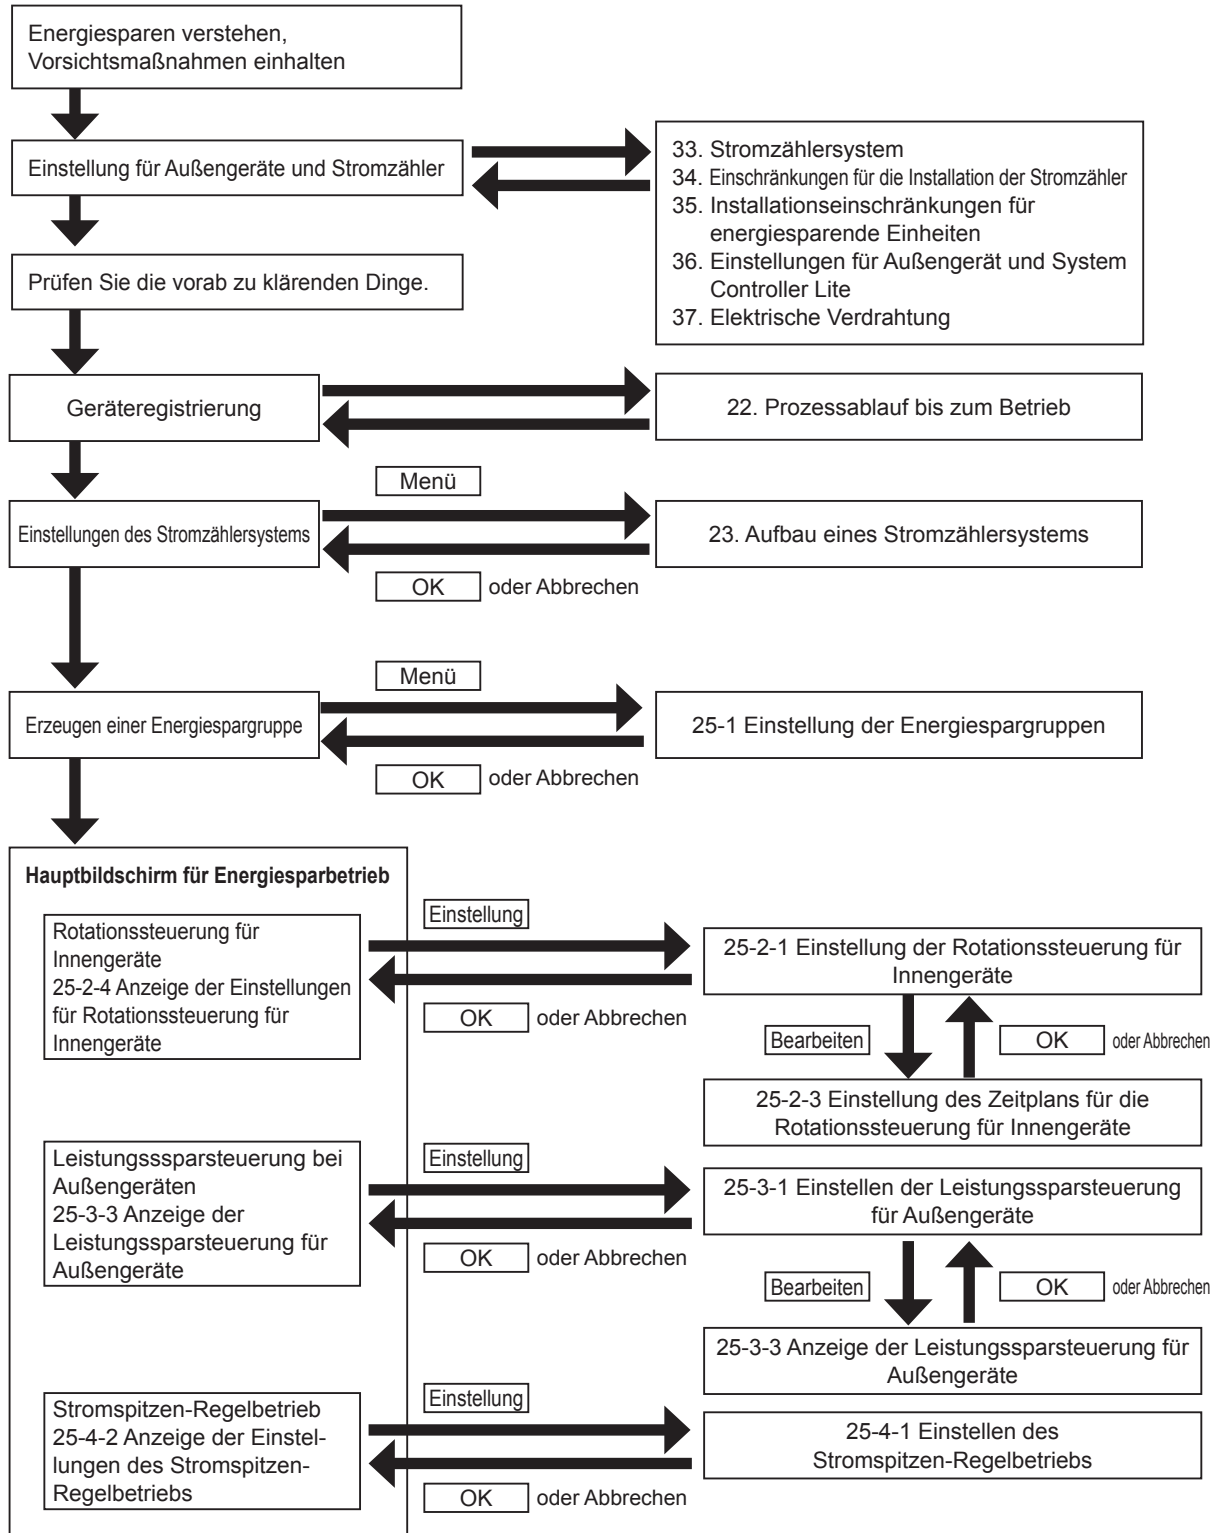 Energiesparen verstehen,
Vorsichtsmaßnahmen einhalten
Einstellung für Außengeräte und Stromzähler
33. Stromzählersystem
34. Einschränkungen für die Installation der Stromzähler
35. Installationseinschränkungen für
energiesparende Einheiten
36. Einstellungen für Außengerät und System
Controller Lite
37. Elektrische Verdrahtung
Prüfen Sie die vorab zu klärenden Dinge.
Geräteregistrierung
22. Prozessablauf bis zum Betrieb
Menü
Einstellungen des Stromzählersystems
23. Aufbau eines Stromzählersystems
OK oder Abbrechen
Menü
Erzeugen einer Energiespargruppe
25-1 Einstellung der Energiespargruppen
OK oder Abbrechen
Hauptbildschirm für Energiesparbetrieb
Rotationssteuerung für
Innengeräte
25-2-4 Anzeige der Einstellungen
für Rotationssteuerung für
Innengeräte
Einstellung
OK oder Abbrechen
25-2-1 Einstellung der Rotationssteuerung für
Innengeräte
Bearbeiten
OK oder Abbrechen
25-2-3 Einstellung des Zeitplans für die
Rotationssteuerung für Innengeräte
Leistungsssparsteuerung bei
Außengeräten
25-3-3 Anzeige der
Leistungssparsteuerung für
Außengeräte
Einstellung
OK oder Abbrechen
25-3-1 Einstellen der Leistungssparsteuerung
für Außengeräte
Bearbeiten
OK oder Abbrechen
25-3-3 Anzeige der Leistungssparsteuerung für
Außengeräte
Stromspitzen-Regelbetrieb
25-4-2 Anzeige der Einstel-
lungen des Stromspitzen-
Regelbetriebs
Einstellung
OK oder Abbrechen
25-4-1 Einstellen des
Stromspitzen-Regelbetriebs